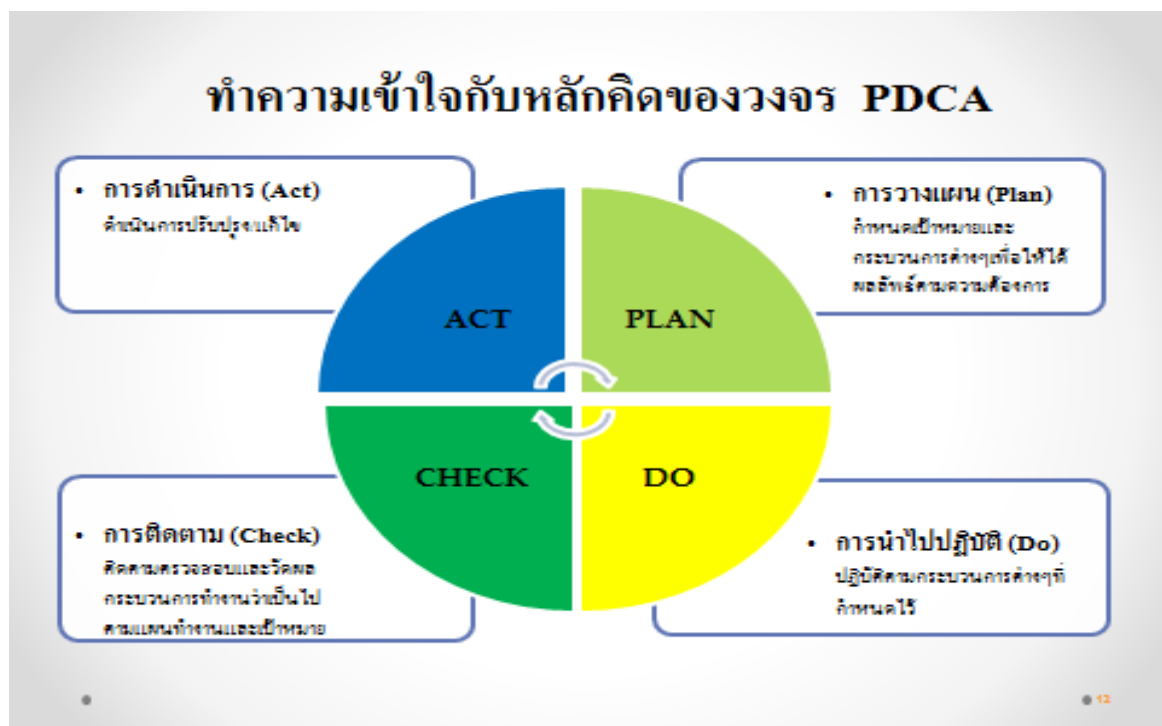 ทำความเข้าใจกับหลักคิดของวงจร PDCA
• การดำเนินการ (Act)
ดำเนินการปรับปรุง/แก้ไข
• การวางแผน (Plan)
กำหนดเป้าหมายและ
กระบวนการต่างๆเพื่อให้ได้
ผลลัพธ์ตามความต้องการ
ACT
PLAN
CHECK
DO
• การติดตาม (Check)
ติดตามตรวจสอบและวัดผล
กระบวนการทำงานว่าเป็นไป
ตามแผนทำงานและเป้าหมาย
• การนำไปปฏิบัติ (Do)
ปฏิบัติตามกระบวนการต่างๆที่
กำหนดไว้
12